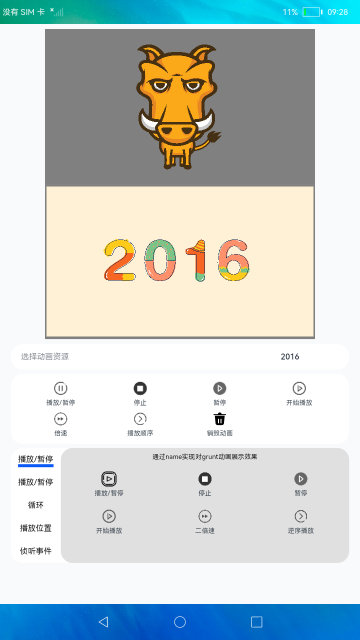 没有 SIM 卡
11% 09:28
2016
选择动画资源 2016
播放/暂停 停止 暂停 开始播放
倍速 播放顺序 销毁动画
播放/暂停
播放/暂停
循环
播放位置
侦听事件
通过name实现对grunt动画展示效果
播放/暂停 停止 暂停
开始播放 二倍速 逆序播放